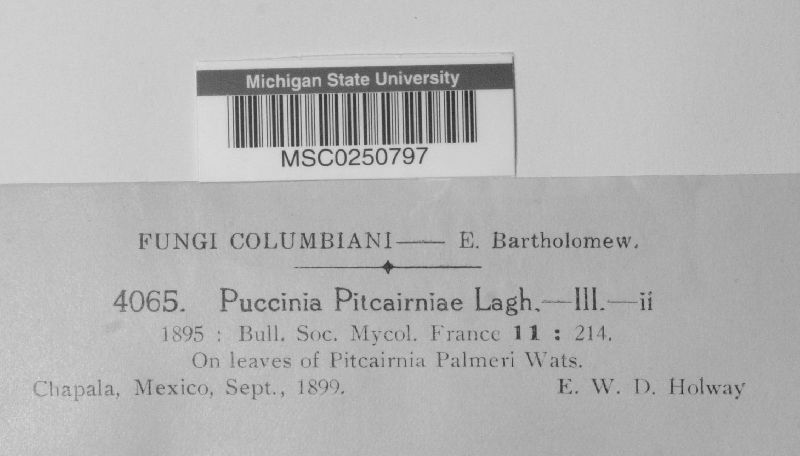 Michigan State University
MSC0250797
FUNGI COLUMBIANI—— E. Bartholomew.
4065. Puccinia Pitcairniae Lagh.—III.—ii
1895 : Bull. Soc. Mycol. France 11 : 214.
On leaves of Pitcairnia Palmeri Wats.
Chapala, Mexico, Sept., 1899. E. W. D. Holway